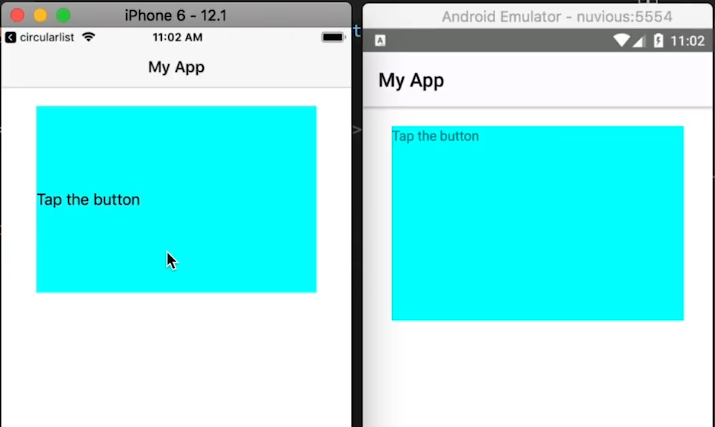 iPhone 6 - 12.1
circularlist
11:02 AM
My App
Tap the button
Android Emulator - nuvious:5554
A
11:02
My App
Tap the button